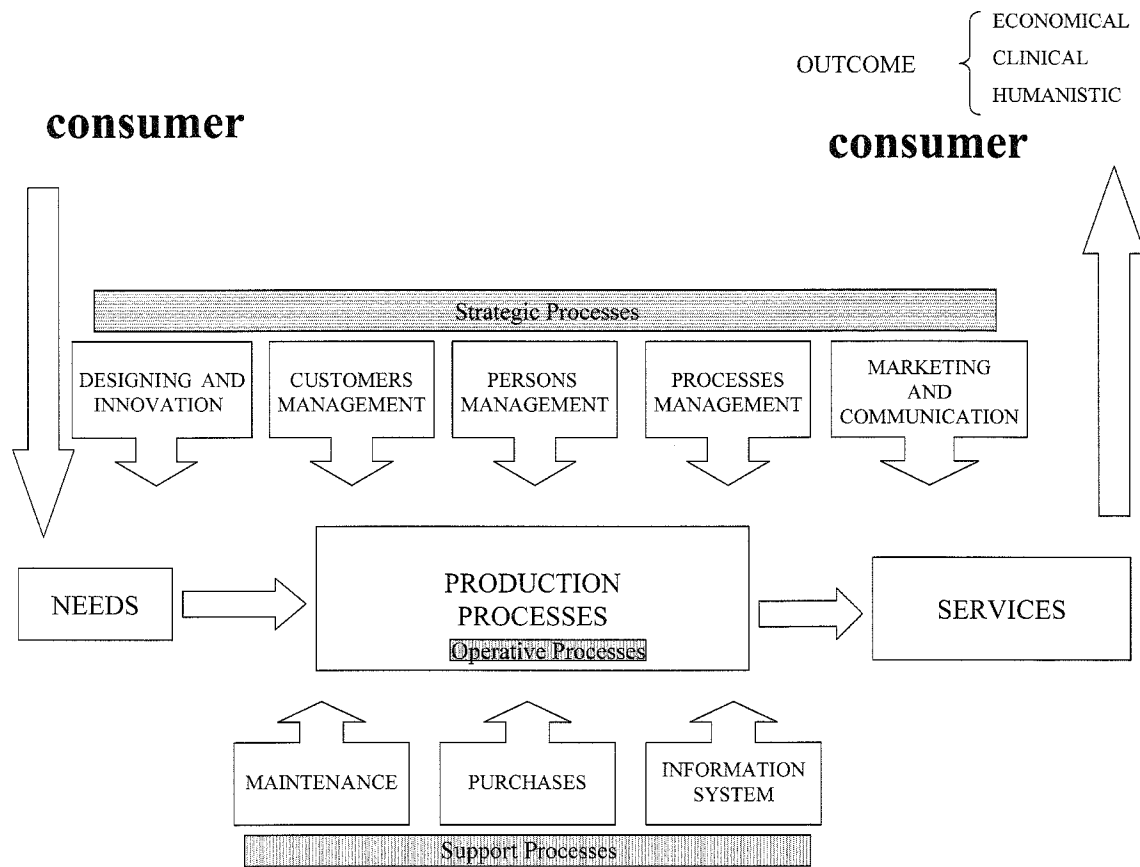 ECONOMICAL
OUTCOME
CLINICAL
HUMANISTIC
consumer
consumer
Strategic Processes
DESIGNING AND
INNOVATION
CUSTOMERS
MANAGEMENT
PERSONS
MANAGEMENT
PROCESSES
MANAGEMENT
MARKETING
AND
COMMUNICATION
NEEDS
PRODUCTION
PROCESSES
Operative Processes
SERVICES
MAINTENANCE
PURCHASES
INFORMATION
SYSTEM
Support Processes